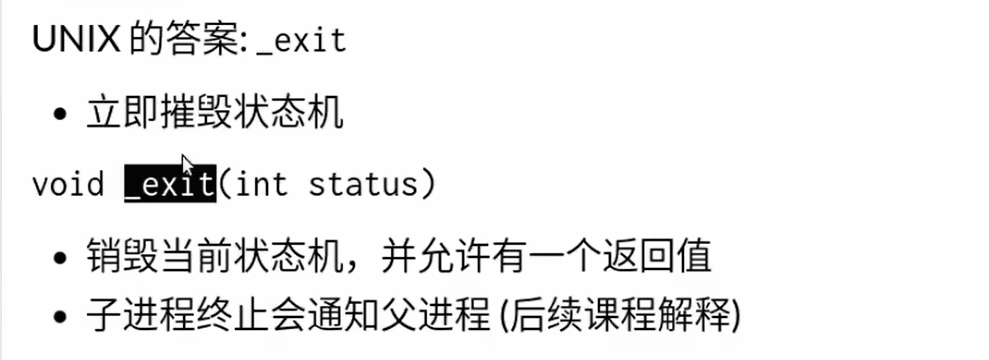 UNIX 的答案: _exit
• 立即摧毁状态机
void _exit(int status)
• 销毁当前状态机，并允许有一个返回值
• 子进程终止会通知父进程 (后续课程解释)